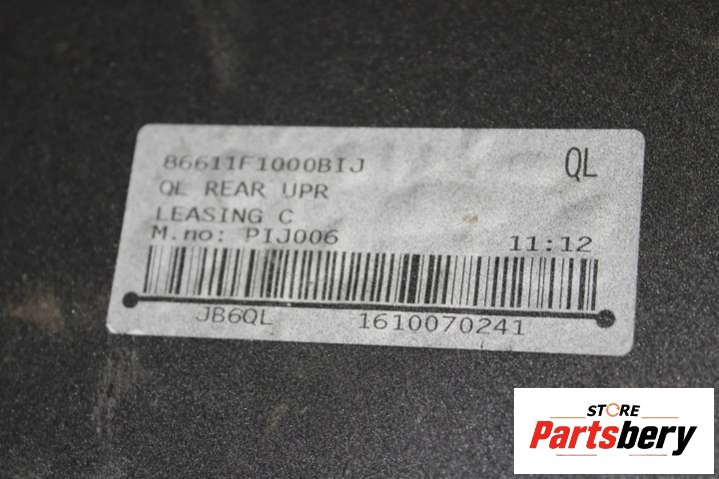 86611F1000BIJ QL
QL REAR UPR
LEASING C
M.no: PIJ006 11:12
JB6QL 1610070241
STORE
Partsbery